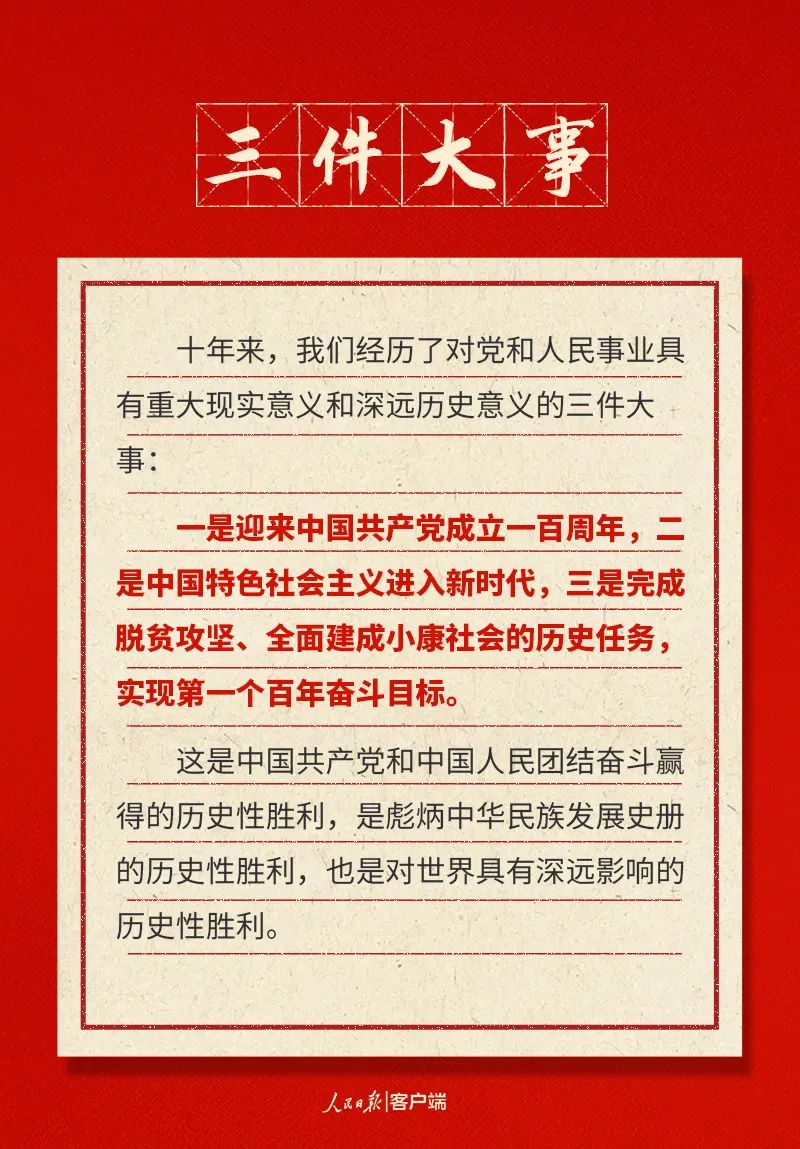 三件大事
十年来，我们经历了对党和人民事业具
有重大现实意义和深远历史意义的三件大
事：
一是迎来中国共产党成立一百周年，二
是中国特色社会主义进入新时代，三是完成
脱贫攻坚、全面建成小康社会的历史任务，
实现第一个百年奋斗目标。
这是中国共产党和中国人民团结奋斗赢
得的历史性胜利，是彪炳中华民族发展史册
的历史性胜利，也是对世界具有深远影响的
历史性胜利。
人民日报|客户端